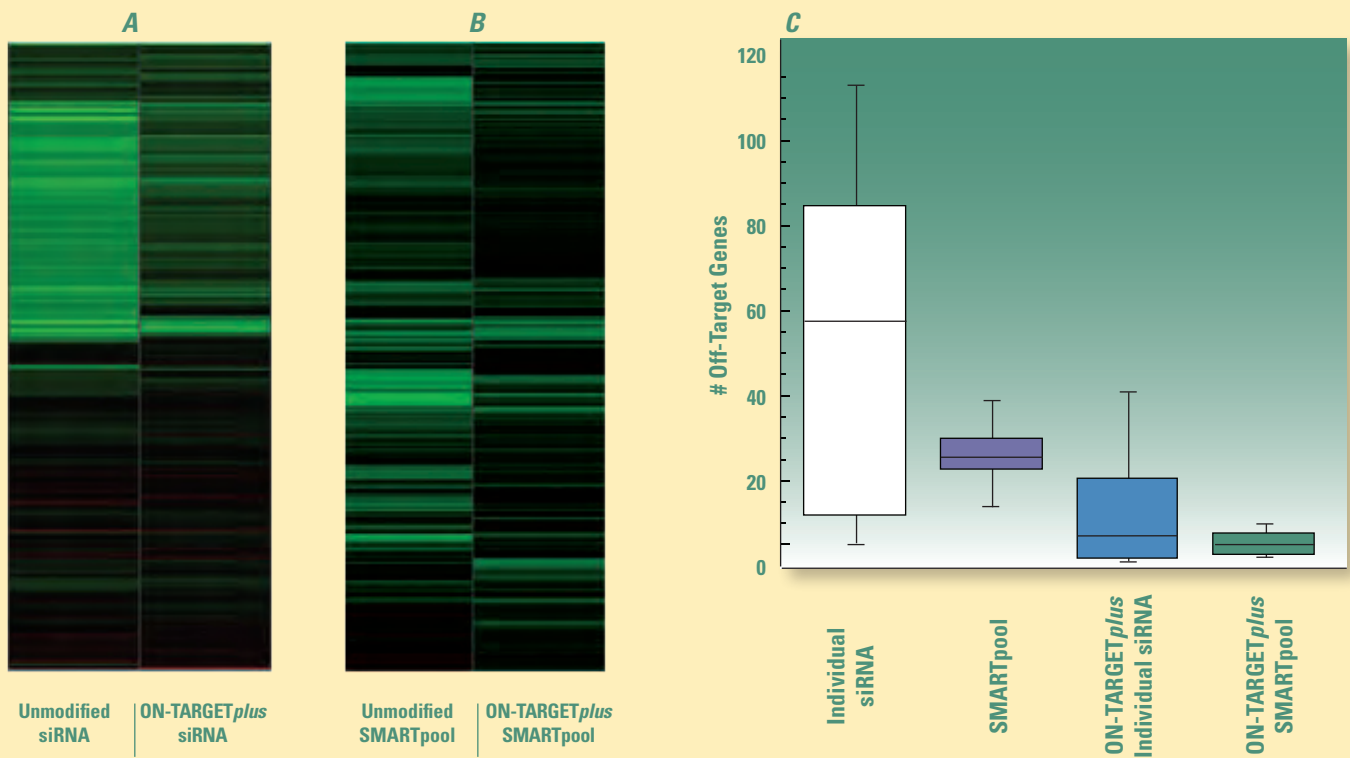 A
B
C
Unmodified
siRNA
ON-TARGETplus
siRNA
Unmodified
SMARTpool
ON-TARGETplus
SMARTpool
# Off-Target Genes
120
100
80
60
40
20
0
Individual
siRNA
SMARTpool
ON-TARGETplus
Individual siRNA
ON-TARGETplus
SMARTpool